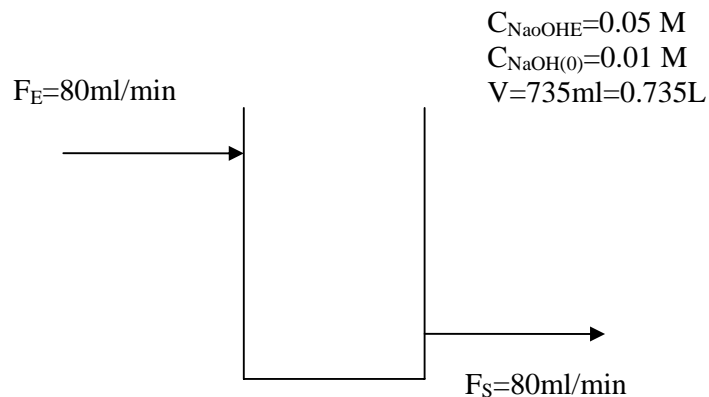 C_NaoOHE=0.05 M
C_NaOH(0)=0.01 M
V=735ml=0.735L
F_E=80ml/min
F_S=80ml/min